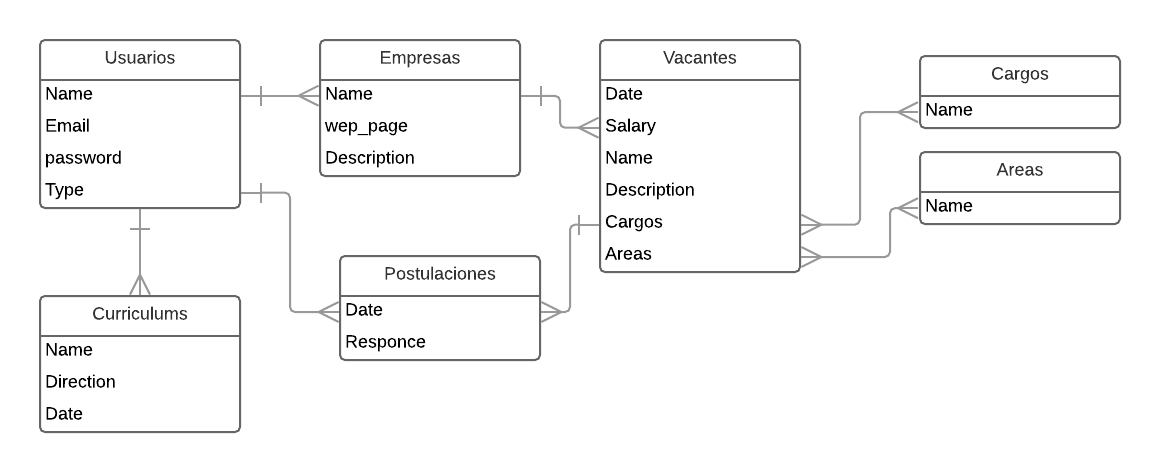 Usuarios
Name
Email
password
Type
Empresas
Name
wep_page
Description
Vacantes
Date
Salary
Name
Description
Cargos
Areas
Cargos
Name
Areas
Name
Postulaciones
Date
Responce
Curriculums
Name
Direction
Date